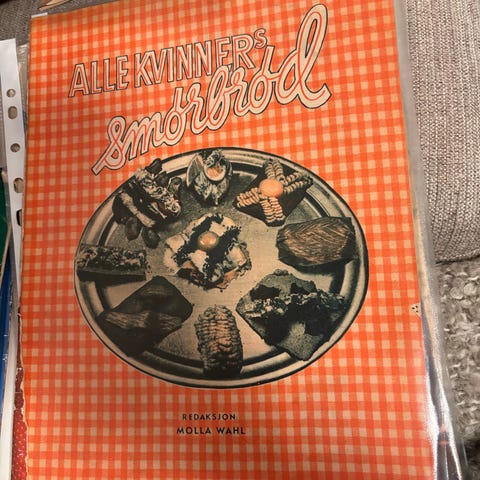 ALLE KVINNERS
smørbrød
REDAKSJON:
MOLLA WAHL